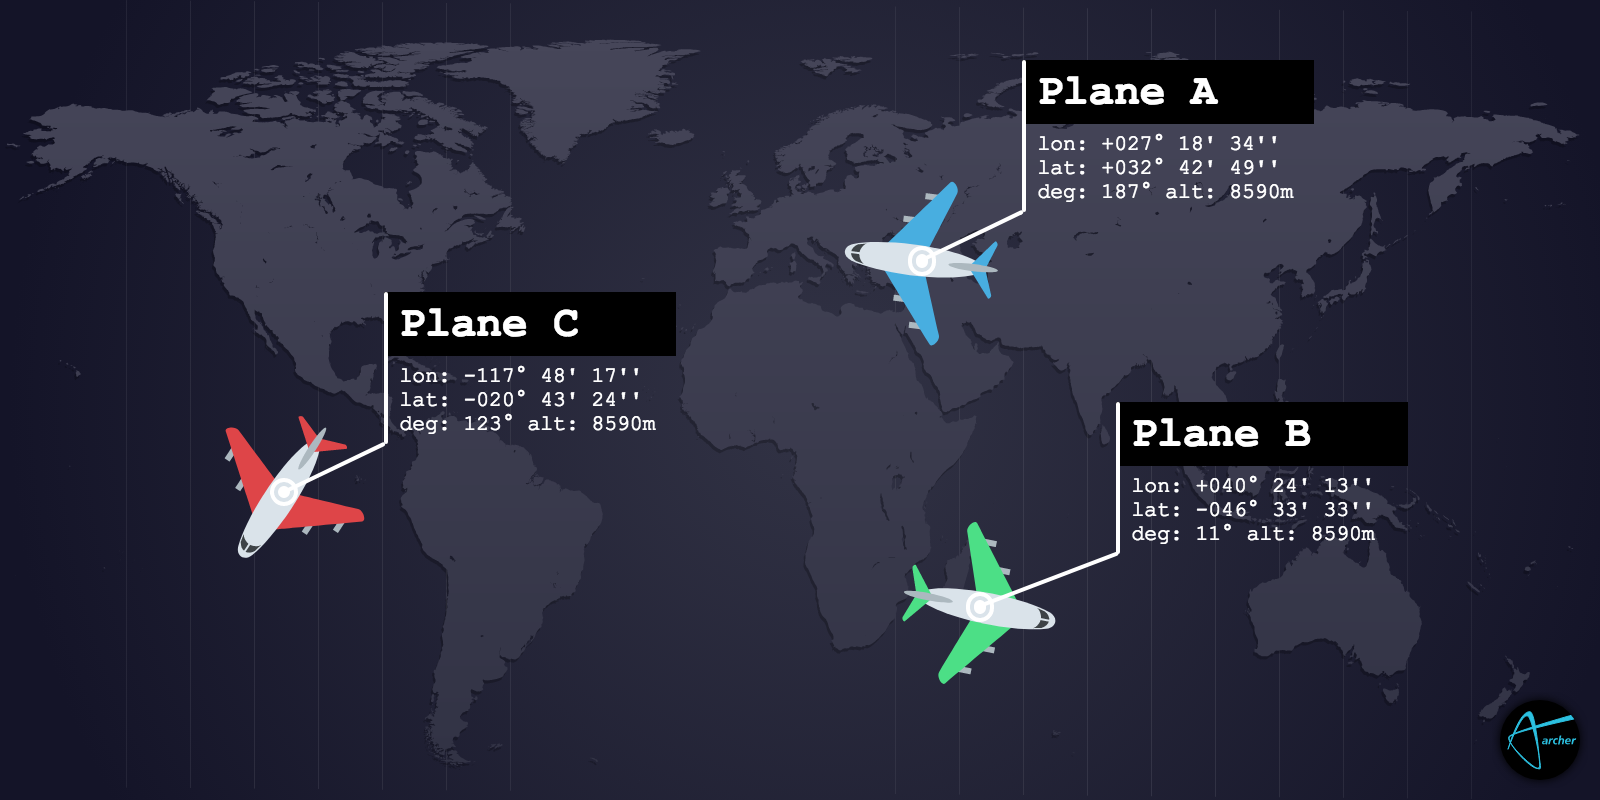 Plane A
lon: +027° 18' 34''
lat: +032° 42' 49''
deg: 187° alt: 8590m
Plane C
lon: -117° 48' 17''
lat: -020° 43' 24''
deg: 123° alt: 8590m
Plane B
lon: +040° 24' 13''
lat: -046° 33' 33''
deg: 11° alt: 8590m
archer